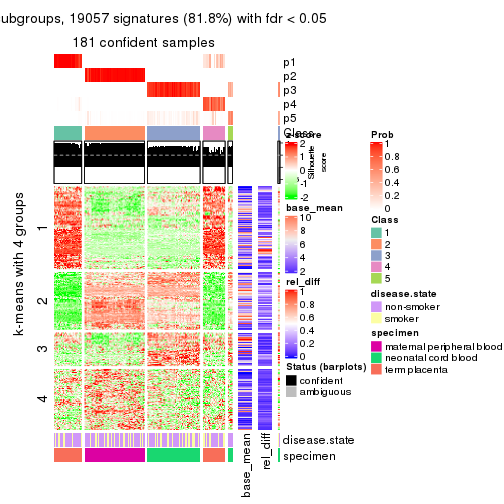 ubgroups, 19057 signatures (81.8%) with fdr < 0.05
181 confident samples
p1
p2
p3
p4
p5
Class
Silhouette
score
k-means with 4 groups
1
2
3
4
base_mean
rel_diff
disease.state
specimen
z-score
2
1
0
-1
-2
base_mean
10
8
6
4
2
rel_diff
1
0.8
0.6
0.4
0.2
0
Status (barplots)
confident
ambiguous
Prob
1
0.8
0.6
0.4
0.2
0
Class
1
2
3
4
5
disease.state
non-smoker
smoker
specimen
maternal peripheral blood
neonatal cord blood
term placenta